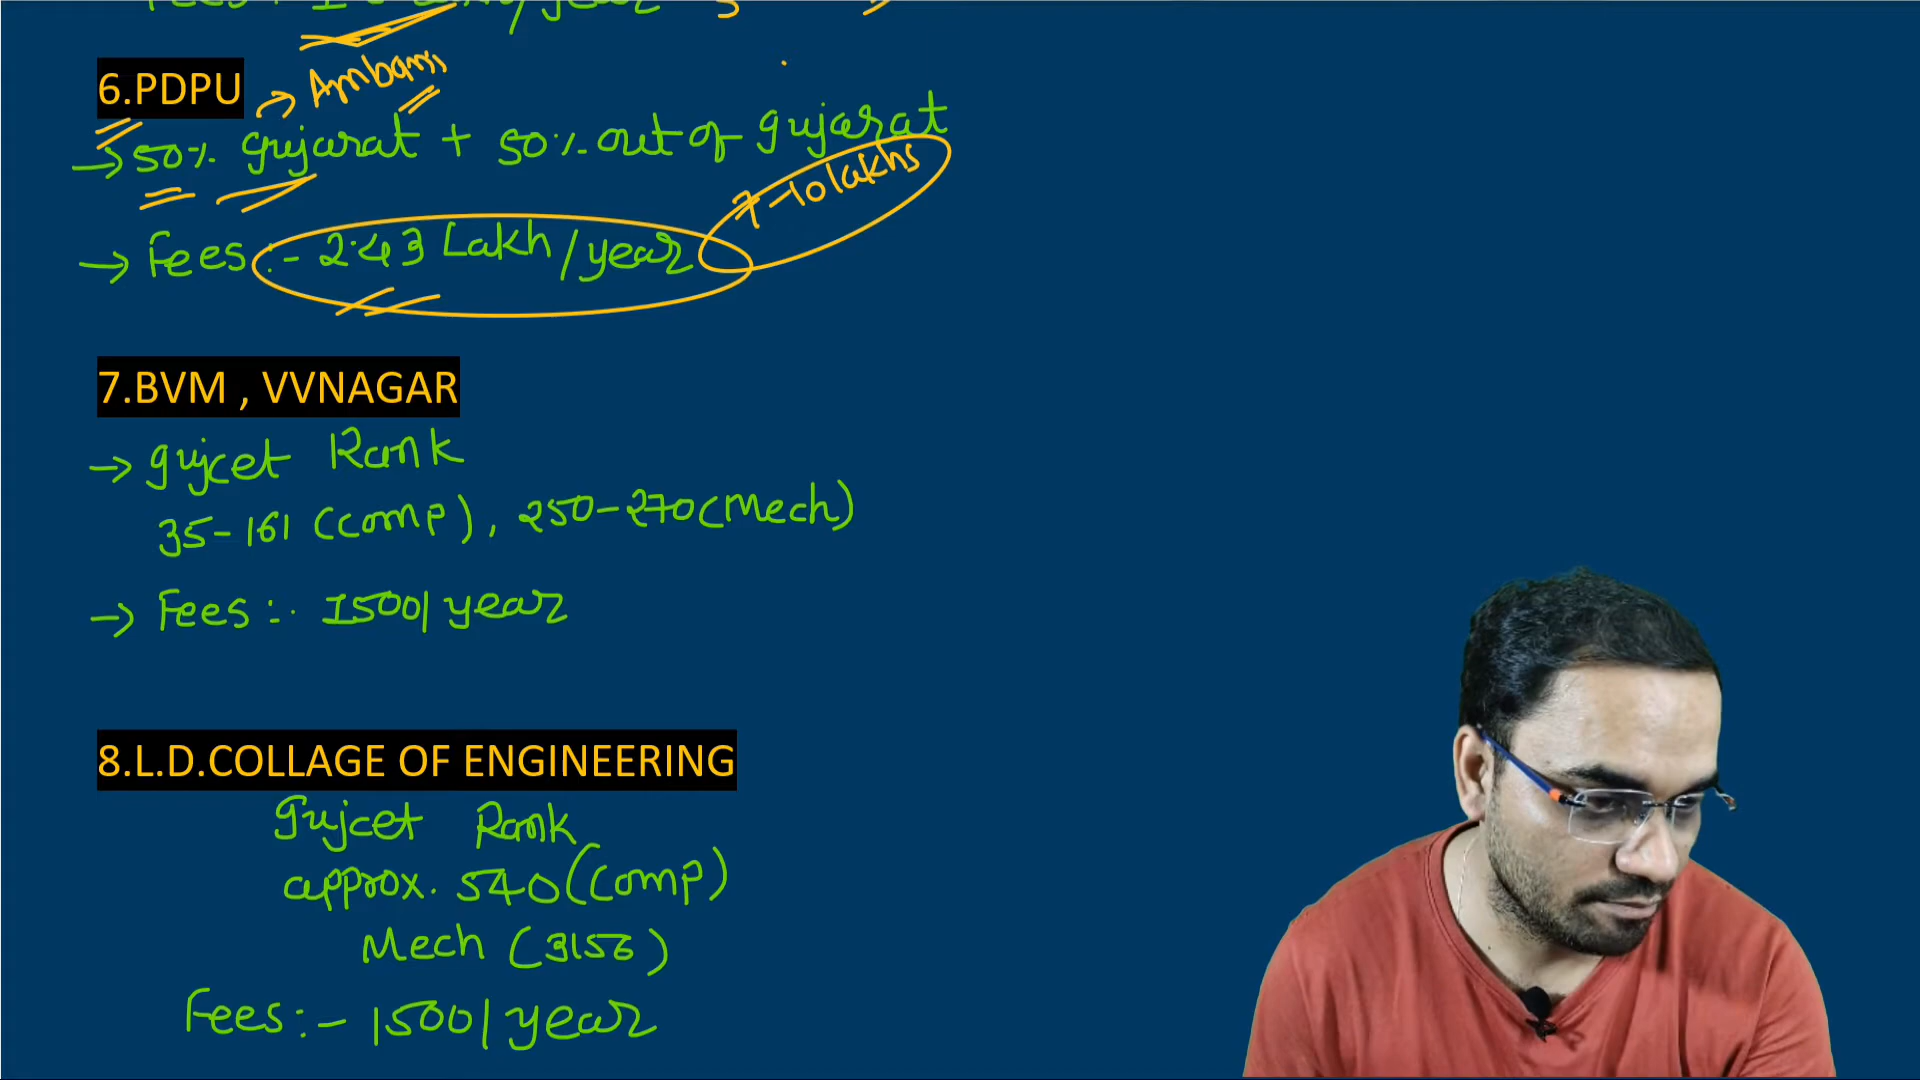 6.PDPU → Ambani
→ 50% gujarat + 50% out of gujarat
7-10 lakhs
→ Fees :- 2.43 Lakh/year
7.BVM , VVNAGAR
→ gujcet Rank
35-161 (comp), 250-270 (Mech)
→ Fees :- 1500/year
8.L.D.COLLAGE OF ENGINEERING
Gujcet Rank
approx. 540 (comp)
Mech (3156)
Fees:- 1500/year